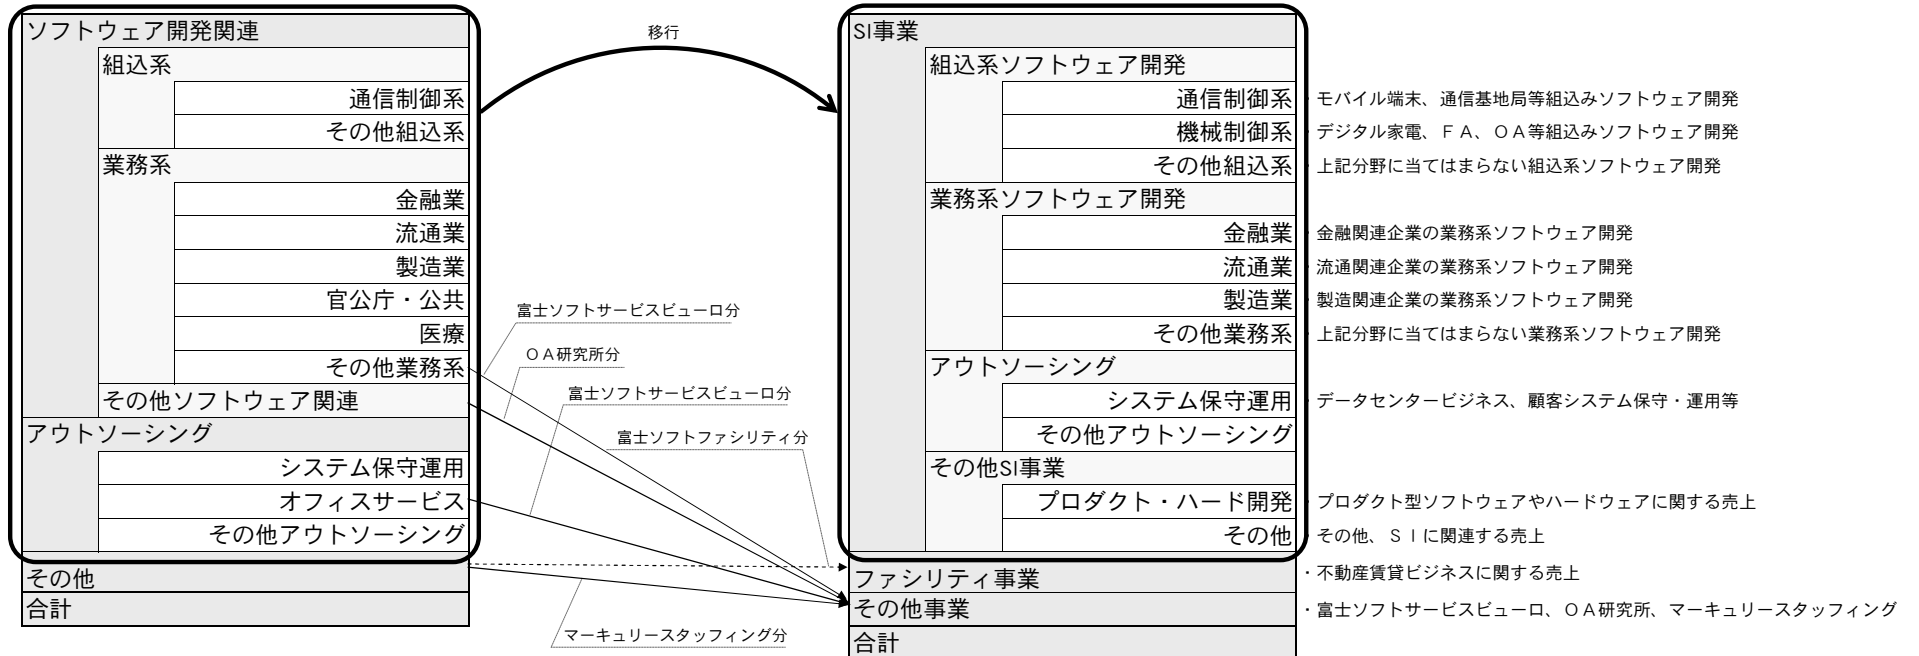 ソフトウェア開発関連
組込系
通信制御系
その他組込系
業務系
金融業
流通業
製造業
官公庁・公共
医療
その他業務系
その他ソフトウェア関連
アウトソーシング
システム保守運用
オフィスサービス
その他アウトソーシング
その他
合計
移行
富士ソフトサービスビューロ分
ОA研究所分
富士ソフトサービスビューロ分
富士ソフトファシリティ分
マーキュリースタッフィング分
SI事業
組込系ソフトウェア開発
通信制御系
・モバイル端末、通信基地局等組込みソフトウェア開発
機械制御系
・デジタル家電、ＦＡ、ＯＡ等組込みソフトウェア開発
その他組込系
・上記分野に当てはまらない組込系ソフトウェア開発
業務系ソフトウェア開発
金融業
・金融関連企業の業務系ソフトウェア開発
流通業
・流通関連企業の業務系ソフトウェア開発
製造業
・製造関連企業の業務系ソフトウェア開発
その他業務系
・上記分野に当てはまらない業務系ソフトウェア開発
アウトソーシング
システム保守運用
・データセンタービジネス、顧客システム保守・運用等
その他アウトソーシング
その他SI事業
プロダクト・ハード開発
・プロダクト型ソフトウェアやハードウェアに関する売上
その他
・その他、ＳＩに関連する売上
ファシリティ事業
・不動産賃貸ビジネスに関する売上
その他事業
・富士ソフトサービスビューロ、ＯＡ研究所、マーキュリースタッフィング
合計